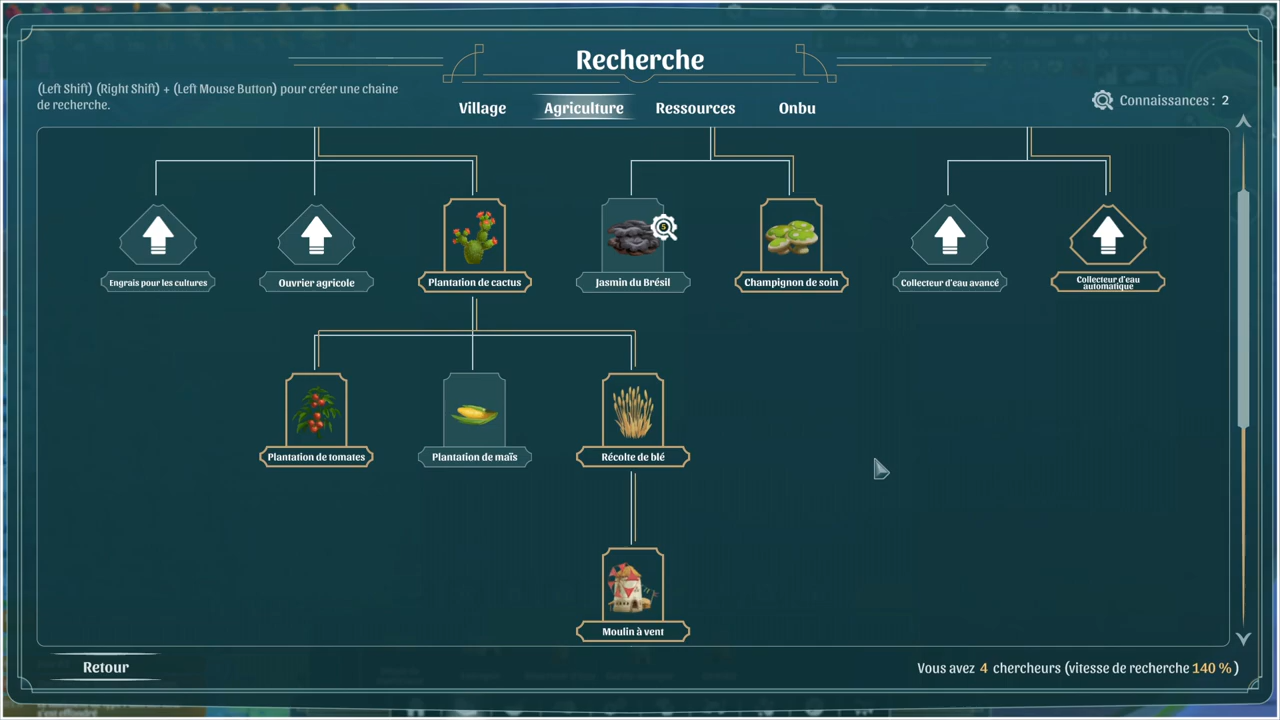 Recherche
(Left Shift) (Right Shift) + (Left Mouse Button) pour créer une chaine
de recherche.
Village
Agriculture
Ressources
Onbu
Connaissances : 2
Engrais pour les cultures
Ouvrier agricole
Plantation de cactus
5
Jasmin du Brésil
Champignon de soin
Collecteur d'eau avancé
Collecteur d'eau
automatique
Plantation de tomates
Plantation de maïs
Récolte de blé
Moulin à vent
Retour
Vous avez 4 chercheurs (vitesse de recherche 140 %)